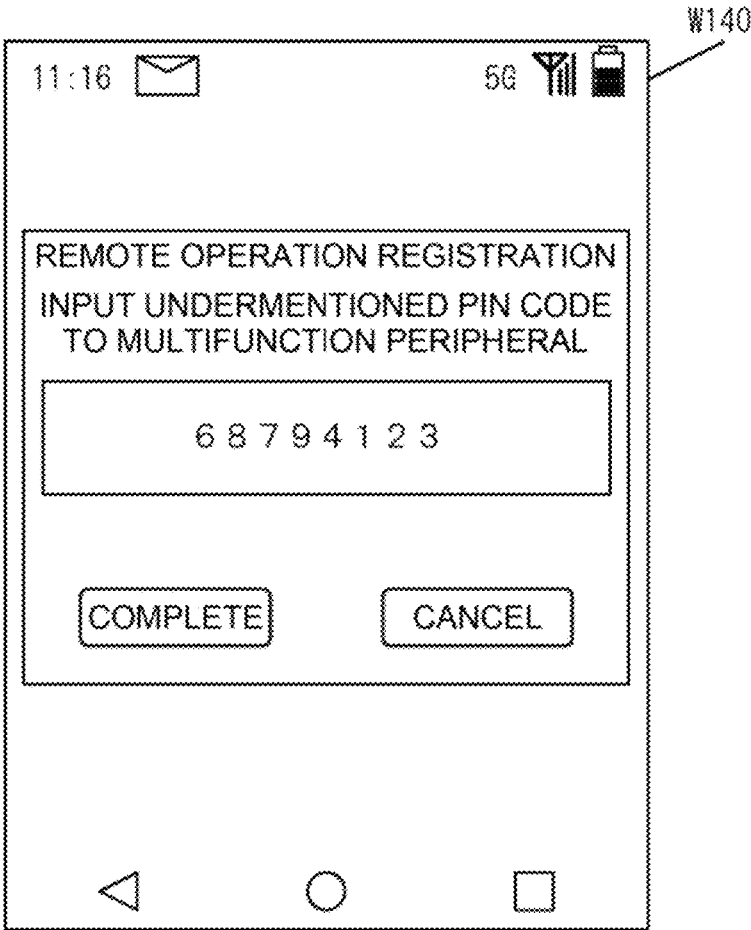 W140
11:16 5G
REMOTE OPERATION REGISTRATION
INPUT UNDERMENTIONED PIN CODE
TO MULTIFUNCTION PERIPHERAL
68794123
COMPLETE CANCEL